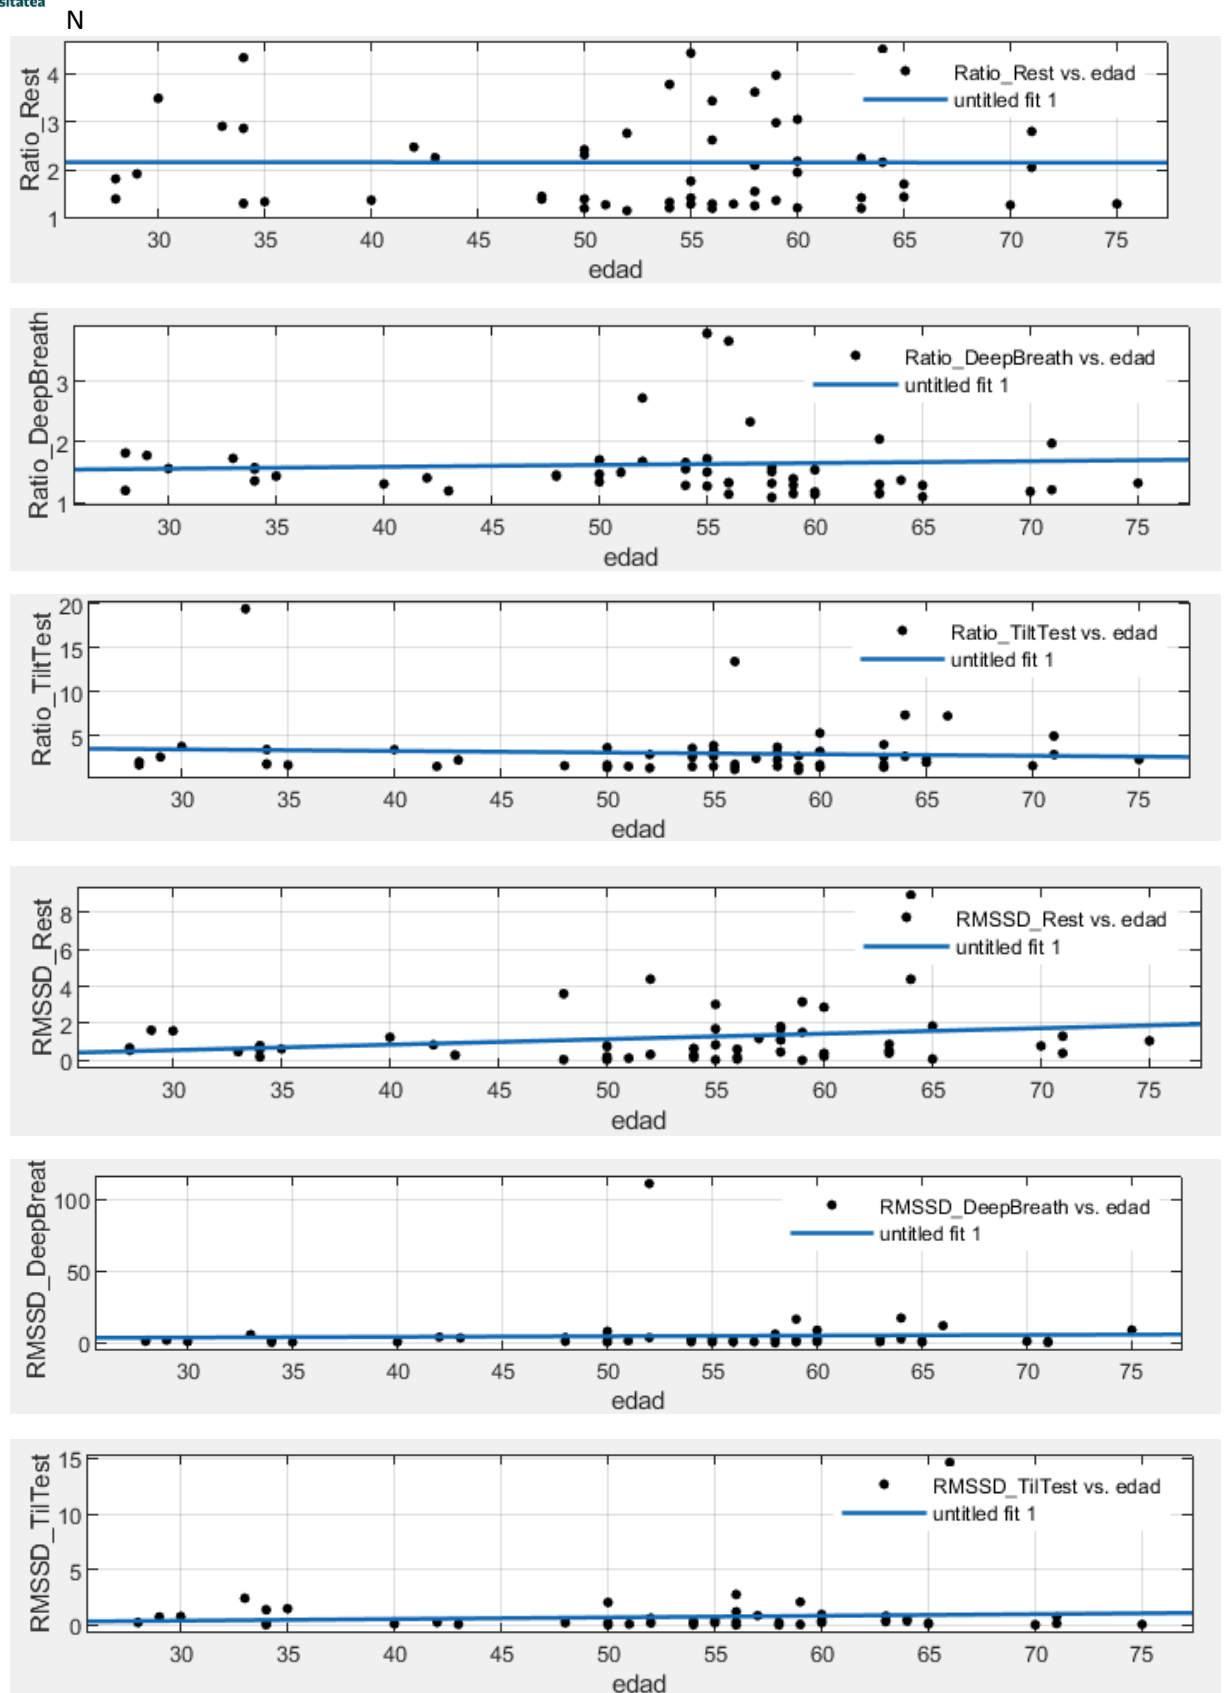 sitatea
N
Ratio_Rest
4
3
2
1
Ratio_Rest vs. edad
untitled fit 1
30 35 40 45 50 55 60 65 70 75
edad
Ratio_DeepBreath
3
2
1
Ratio_DeepBreath vs. edad
untitled fit 1
30 35 40 45 50 55 60 65 70 75
edad
Ratio_TiltTest
20
15
10
5
Ratio_TiltTest vs. edad
untitled fit 1
30 35 40 45 50 55 60 65 70 75
edad
RMSSD_Rest
8
6
4
2
0
RMSSD_Rest vs. edad
untitled fit 1
30 35 40 45 50 55 60 65 70 75
edad
RMSSD_DeepBreat
100
50
0
RMSSD_DeepBreath vs. edad
untitled fit 1
30 35 40 45 50 55 60 65 70 75
edad
RMSSD_TilTest
15
10
5
0
RMSSD_TilTest vs. edad
untitled fit 1
30 35 40 45 50 55 60 65 70 75
edad